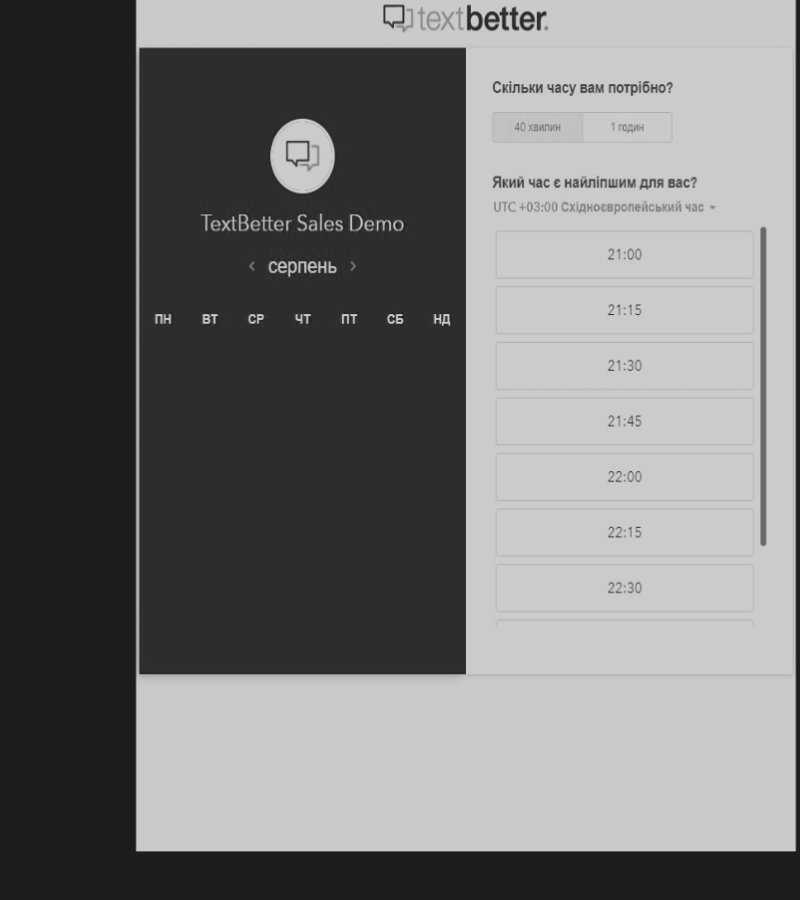 textbetter.
TextBetter Sales Demo
серпень
ПН ВТ СР ЧТ ПТ СБ НД
Скільки часу вам потрібно?
40 хвилин 1 годин
Який час є найліпшим для вас?
UTC +03:00 Східноєвропейський час
21:00
21:15
21:30
21:45
22:00
22:15
22:30